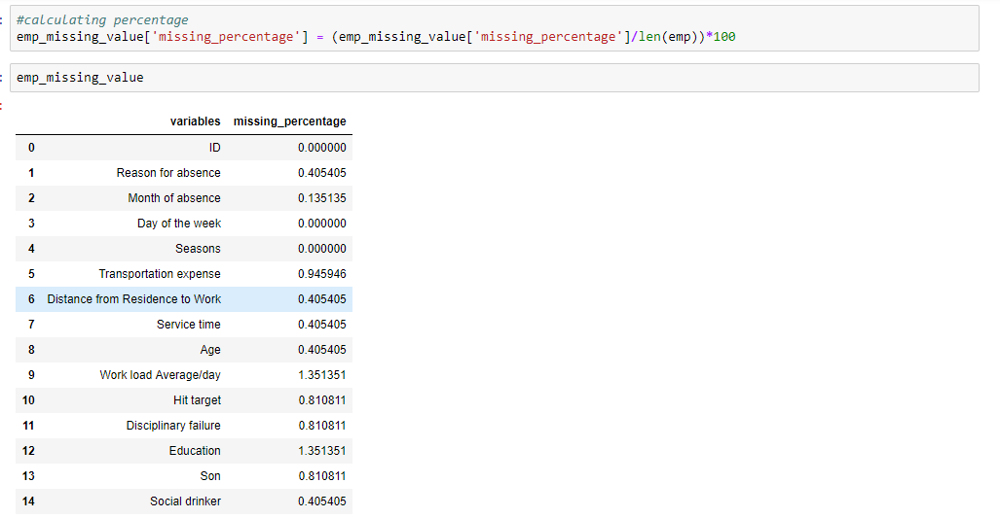 #calculating percentage
emp_missing_value['missing_percentage'] = (emp_missing_value['missing_percentage']/len(emp))*100
emp_missing_value
variables missing_percentage
0 ID 0.000000
1 Reason for absence 0.405405
2 Month of absence 0.135135
3 Day of the week 0.000000
4 Seasons 0.000000
5 Transportation expense 0.945946
6 Distance from Residence to Work 0.405405
7 Service time 0.405405
8 Age 0.405405
9 Work load Average/day 1.351351
10 Hit target 0.810811
11 Disciplinary failure 0.810811
12 Education 1.351351
13 Son 0.810811
14 Social drinker 0.405405